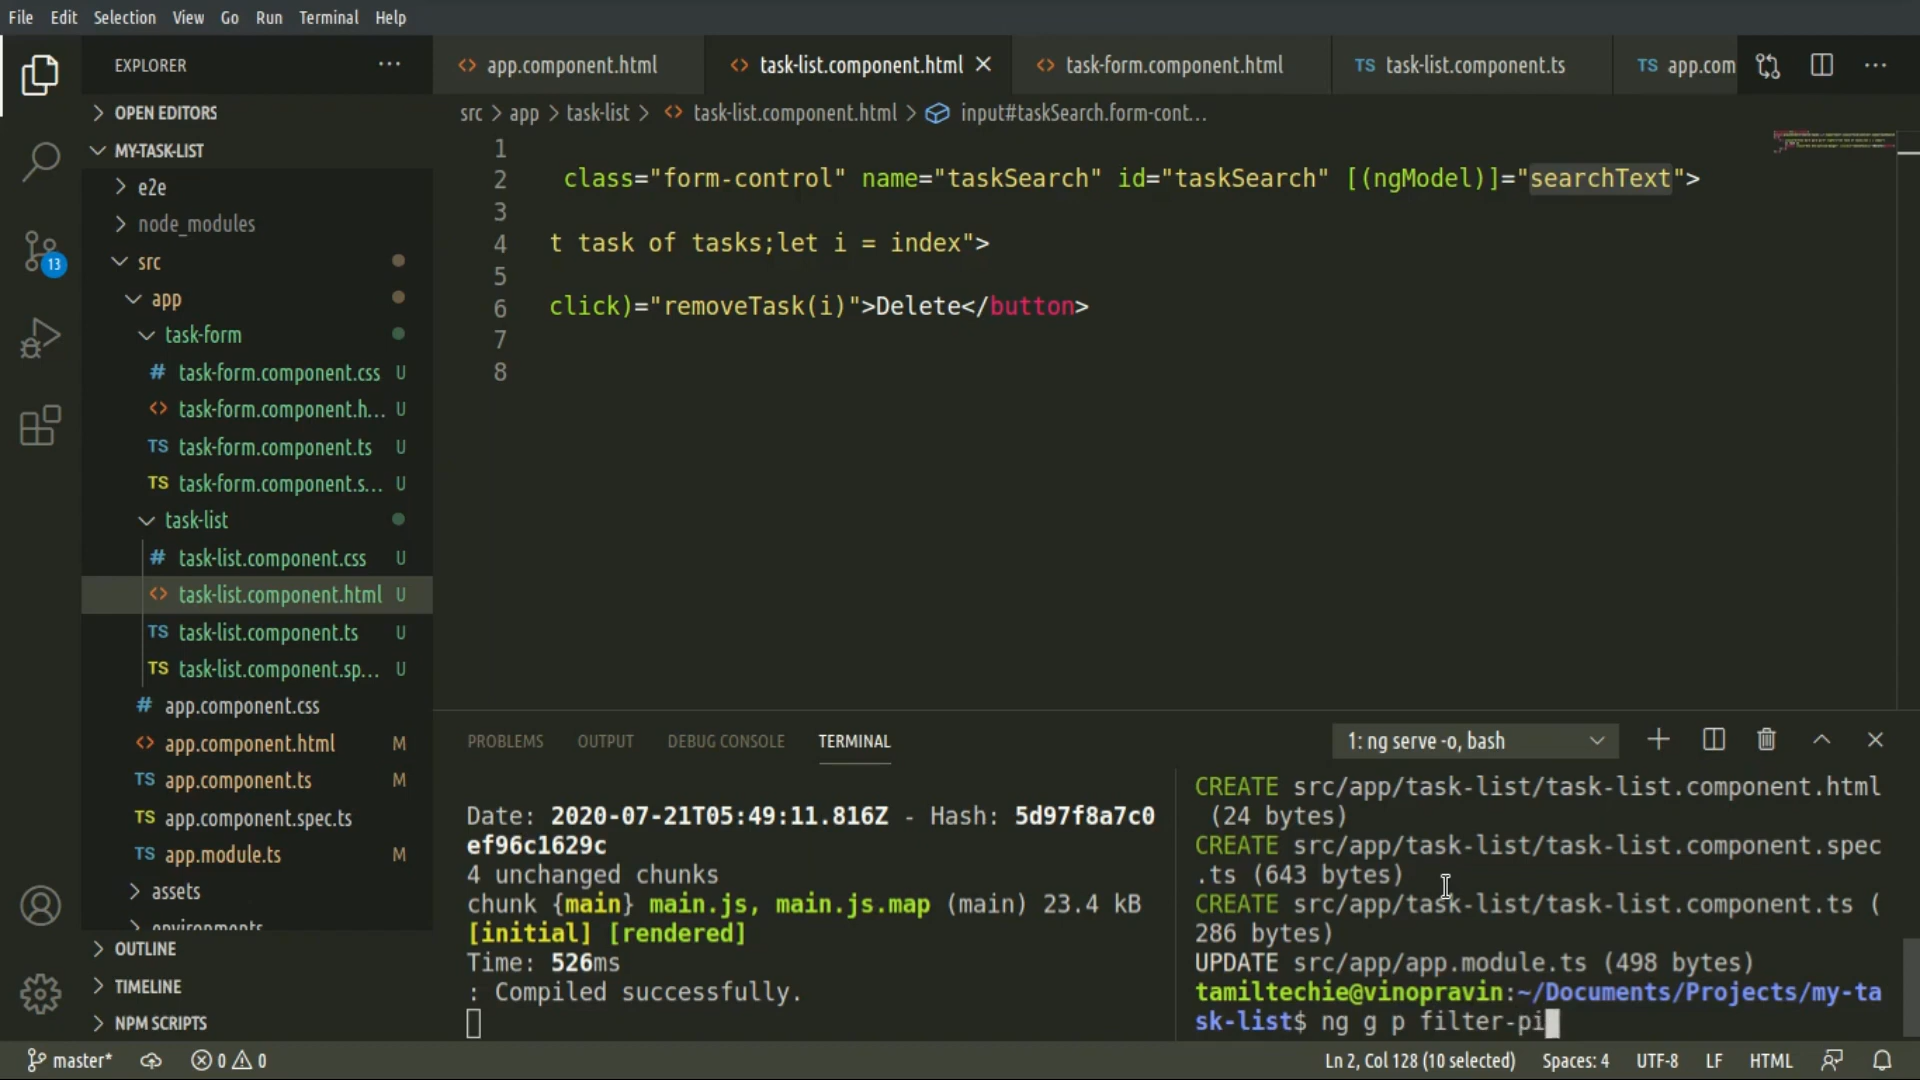 File Edit Selection View Go Run Terminal Help
EXPLORER ···
OPEN EDITORS
MY-TASK-LIST
e2e
node_modules
src
app
task-form
# task-form.component.css U
<> task-form.component.h... U
TS task-form.component.ts U
TS task-form.component.s... U
task-list
# task-list.component.css U
<> task-list.component.html U
TS task-list.component.ts U
TS task-list.component.sp... U
# app.component.css
<> app.component.html M
TS app.component.ts M
TS app.component.spec.ts
TS app.module.ts M
assets
environments
OUTLINE
TIMELINE
NPM SCRIPTS
13
<> app.component.html <> task-list.component.html <> task-form.component.html TS task-list.component.ts TS app.com ···
src > app > task-list > <> task-list.component.html > input#taskSearch.form-cont...
1
2 class="form-control" name="taskSearch" id="taskSearch" [(ngModel)]="searchText">
3
4 t task of tasks;let i = index">
5
6 click)="removeTask(i)">Delete</button>
7
8
PROBLEMS OUTPUT DEBUG CONSOLE TERMINAL 1: ng serve -o, bash
Date: 2020-07-21T05:49:11.816Z - Hash: 5d97f8a7c0
ef96c1629c
4 unchanged chunks
chunk {main} main.js, main.js.map (main) 23.4 kB
[initial] [rendered]
Time: 526ms
: Compiled successfully.
CREATE src/app/task-list/task-list.component.html
(24 bytes)
CREATE src/app/task-list/task-list.component.spec
.ts (643 bytes)
CREATE src/app/task-list/task-list.component.ts (
286 bytes)
UPDATE src/app/app.module.ts (498 bytes)
tamiltechie@vinopravin:~/Documents/Projects/my-ta
sk-list$ ng g p filter-pi
master* 0 0 Ln 2, Col 128 (10 selected) Spaces: 4 UTF-8 LF HTML